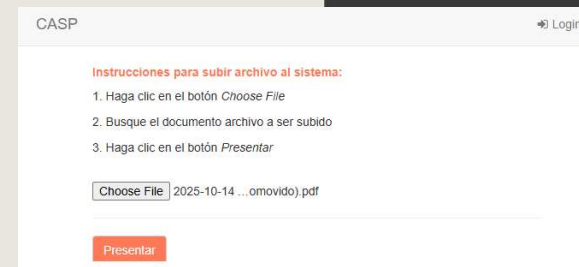 CASP
Login
Instrucciones para subir archivo al sistema:
1. Haga clic en el botón Choose File
2. Busque el documento archivo a ser subido
3. Haga clic en el botón Presentar
Choose File 2025-10-14 ...omovido).pdf
Presentar